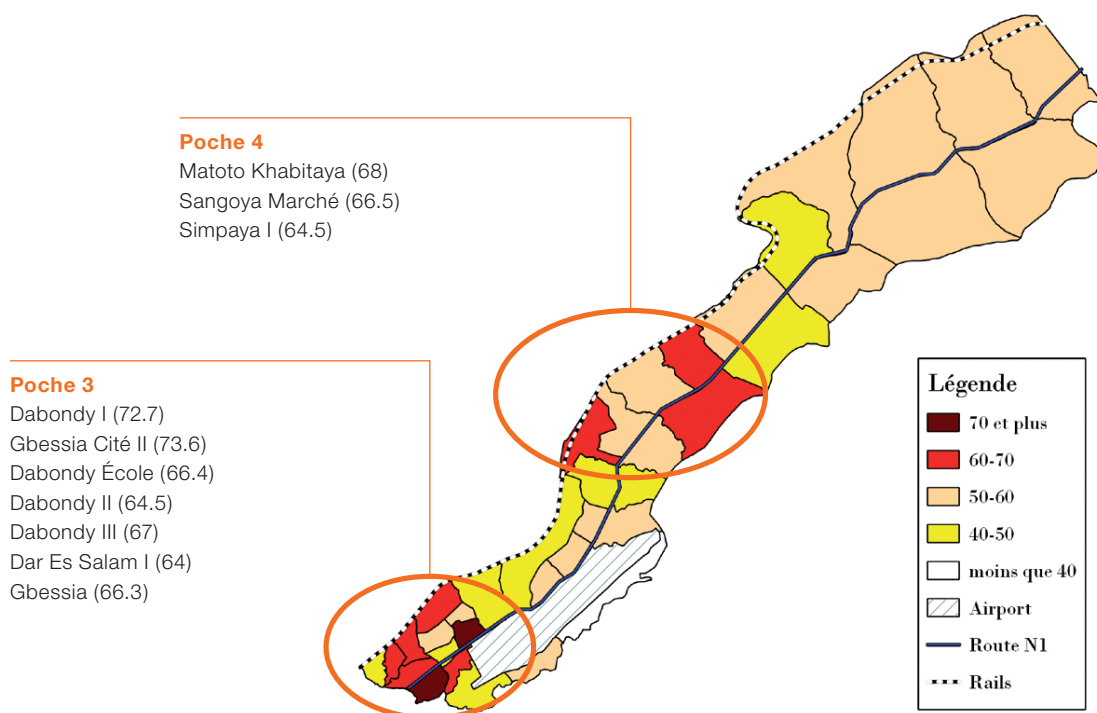 Poche 4
Matoto Khabitaya (68)
Sangoya Marché (66.5)
Simpaya I (64.5)
Poche 3
Dabondy I (72.7)
Gbessia Cité II (73.6)
Dabondy École (66.4)
Dabondy II (64.5)
Dabondy III (67)
Dar Es Salam I (64)
Gbessia (66.3)
Légende
70 et plus
60-70
50-60
40-50
moins que 40
Airport
Route N1
Rails